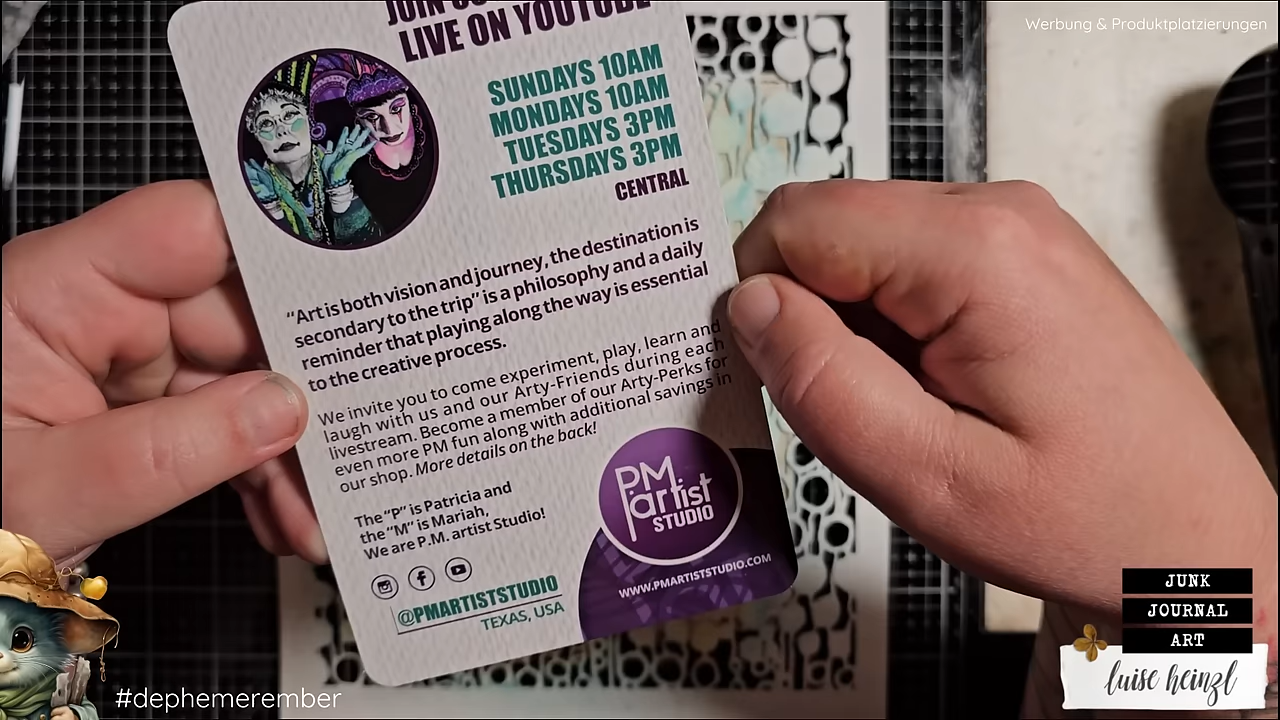 Werbung & Produktplatzierungen
JOIN
LIVE ON YOUTUBE
SUNDAYS 10AM
MONDAYS 10AM
TUESDAYS 3PM
THURSDAYS 3PM
CENTRAL
"Art is both vision and journey, the destination is
secondary to the trip" is a philosophy and a daily
reminder that playing along the way is essential
to the creative process.
We invite you to come experiment, play, learn and
laugh with us and our Arty-Friends during each
livestream. Become a member of our Arty-Perks for
even more PM fun along with additional savings in
our shop. More details on the back!
The "P" is Patricia and
the "M" is Mariah,
We are P.M. artist Studio!
@PMARTISTSTUDIO
TEXAS, USA
PM
artist
STUDIO
WWW.PMARTISTSTUDIO.COM
#dephemerember
JUNK
JOURNAL
ART
luise heinzl